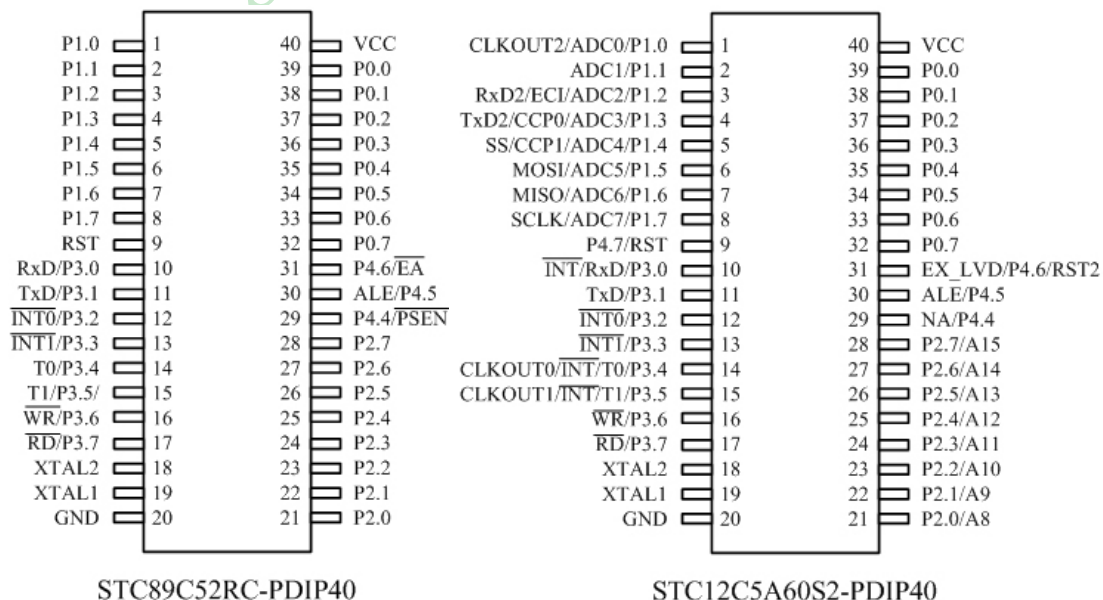 P1.0 1 40 VCC
P1.1 2 39 P0.0
P1.2 3 38 P0.1
P1.3 4 37 P0.2
P1.4 5 36 P0.3
P1.5 6 35 P0.4
P1.6 7 34 P0.5
P1.7 8 33 P0.6
RST 9 32 P0.7
RxD/P3.0 10 31 P4.6/EA
TxD/P3.1 11 30 ALE/P4.5
INT0/P3.2 12 29 P4.4/PSEN
INT1/P3.3 13 28 P2.7
T0/P3.4 14 27 P2.6
T1/P3.5/ 15 26 P2.5
WR/P3.6 16 25 P2.4
RD/P3.7 17 24 P2.3
XTAL2 18 23 P2.2
XTAL1 19 22 P2.1
GND 20 21 P2.0
STC89C52RC-PDIP40
CLKOUT2/ADC0/P1.0 1 40 VCC
ADC1/P1.1 2 39 P0.0
RxD2/ECI/ADC2/P1.2 3 38 P0.1
TxD2/CCP0/ADC3/P1.3 4 37 P0.2
SS/CCP1/ADC4/P1.4 5 36 P0.3
MOSI/ADC5/P1.5 6 35 P0.4
MISO/ADC6/P1.6 7 34 P0.5
SCLK/ADC7/P1.7 8 33 P0.6
P4.7/RST 9 32 P0.7
INT/RxD/P3.0 10 31 EX_LVD/P4.6/RST2
TxD/P3.1 11 30 ALE/P4.5
INT0/P3.2 12 29 NA/P4.4
INT1/P3.3 13 28 P2.7/A15
CLKOUT0/INT/T0/P3.4 14 27 P2.6/A14
CLKOUT1/INT/T1/P3.5 15 26 P2.5/A13
WR/P3.6 16 25 P2.4/A12
RD/P3.7 17 24 P2.3/A11
XTAL2 18 23 P2.2/A10
XTAL1 19 22 P2.1/A9
GND 20 21 P2.0/A8
STC12C5A60S2-PDIP40